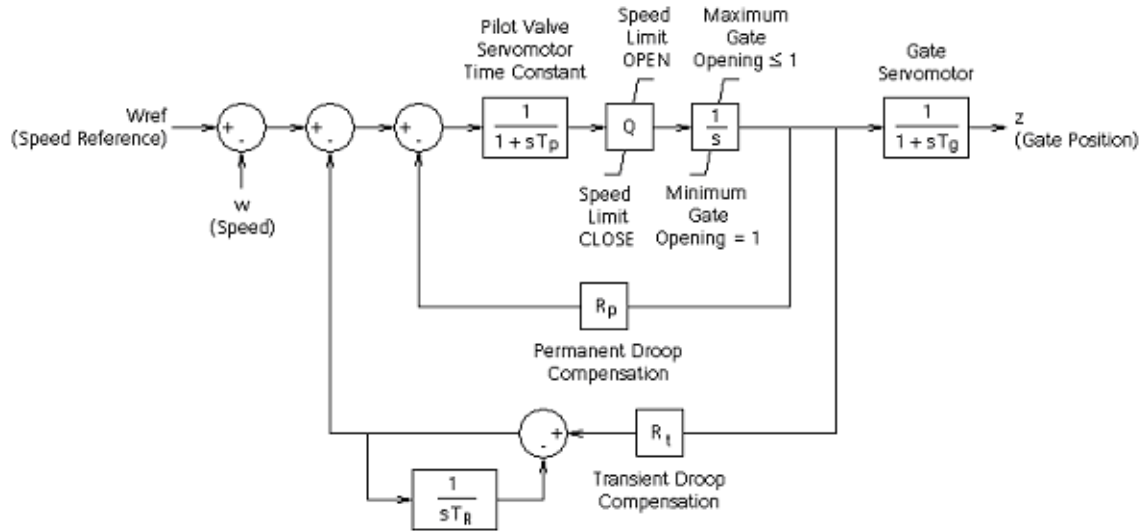 Pilot Valve
Servomotor
Time Constant
Speed
Limit
OPEN
Maximum
Gate
Opening ≤ 1
Gate
Servomotor
Wref
(Speed Reference)
+
-
+
-
+
-
1
1 + sTp
Q
1
s
1
1 + sTg
z
(Gate Position)
w
(Speed)
Speed
Limit
CLOSE
Minimum
Gate
Opening = 1
Rp
Permanent Droop
Compensation
+
-
Rt
Transient Droop
Compensation
1
sTR